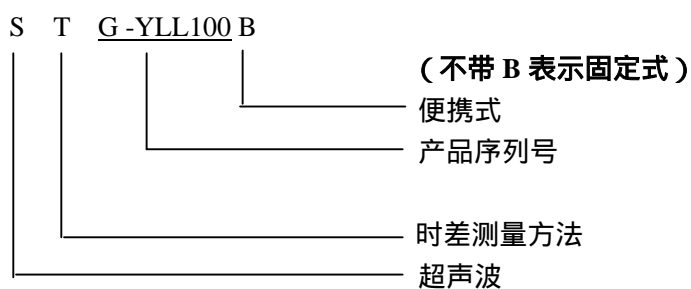 S T G -YLL100 B
（不带 B 表示固定式）
便携式
产品序列号
时差测量方法
超声波